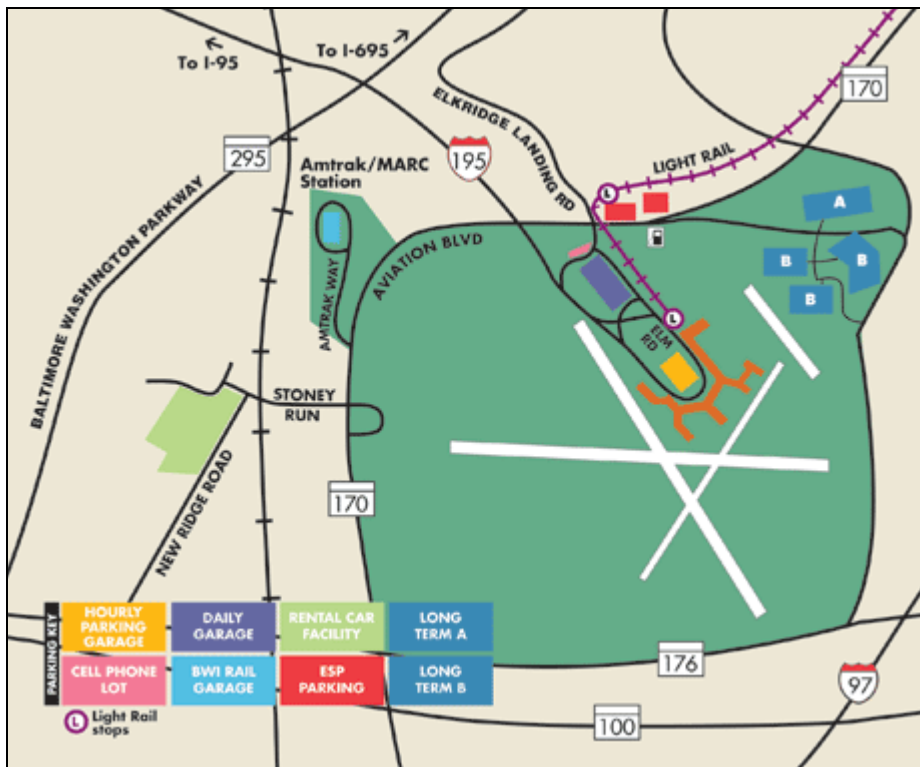 To I-95
To I-695
170
ELKRIDGE LANDING RD
LIGHT RAIL
295
Amtrak/MARC
Station
195
L
A
BALTIMORE WASHINGTON PARKWAY
AVIATION BLVD
B
B
B
AMTRAK WAY
L
ELM
RD
STONEY
RUN
NEW RIDGE ROAD
170
PARKING KEY
HOURLY
PARKING
GARAGE
DAILY
GARAGE
RENTAL CAR
FACILITY
LONG
TERM A
CELL PHONE
LOT
BWI RAIL
GARAGE
ESP
PARKING
LONG
TERM B
L Light Rail
stops
176
97
100